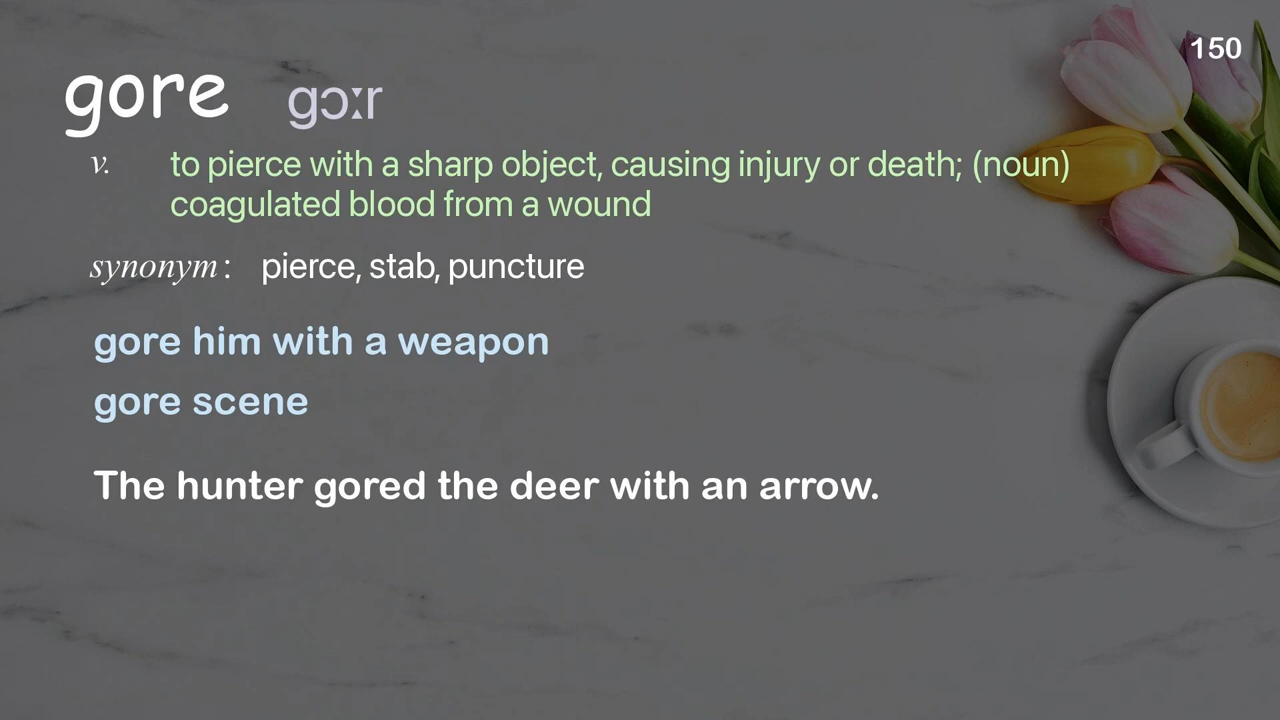 150
gore gɔːr
v. to pierce with a sharp object, causing injury or death; (noun)
coagulated blood from a wound
synonym: pierce, stab, puncture
gore him with a weapon
gore scene
The hunter gored the deer with an arrow.